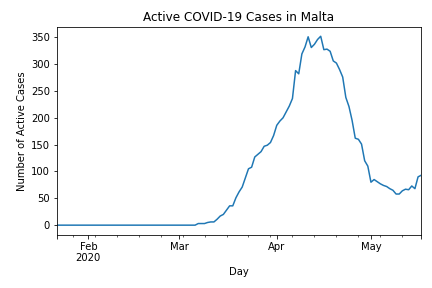 Active COVID-19 Cases in Malta
Number of Active Cases
350
300
250
200
150
100
50
0
Feb
2020
Mar
Apr
May
Day